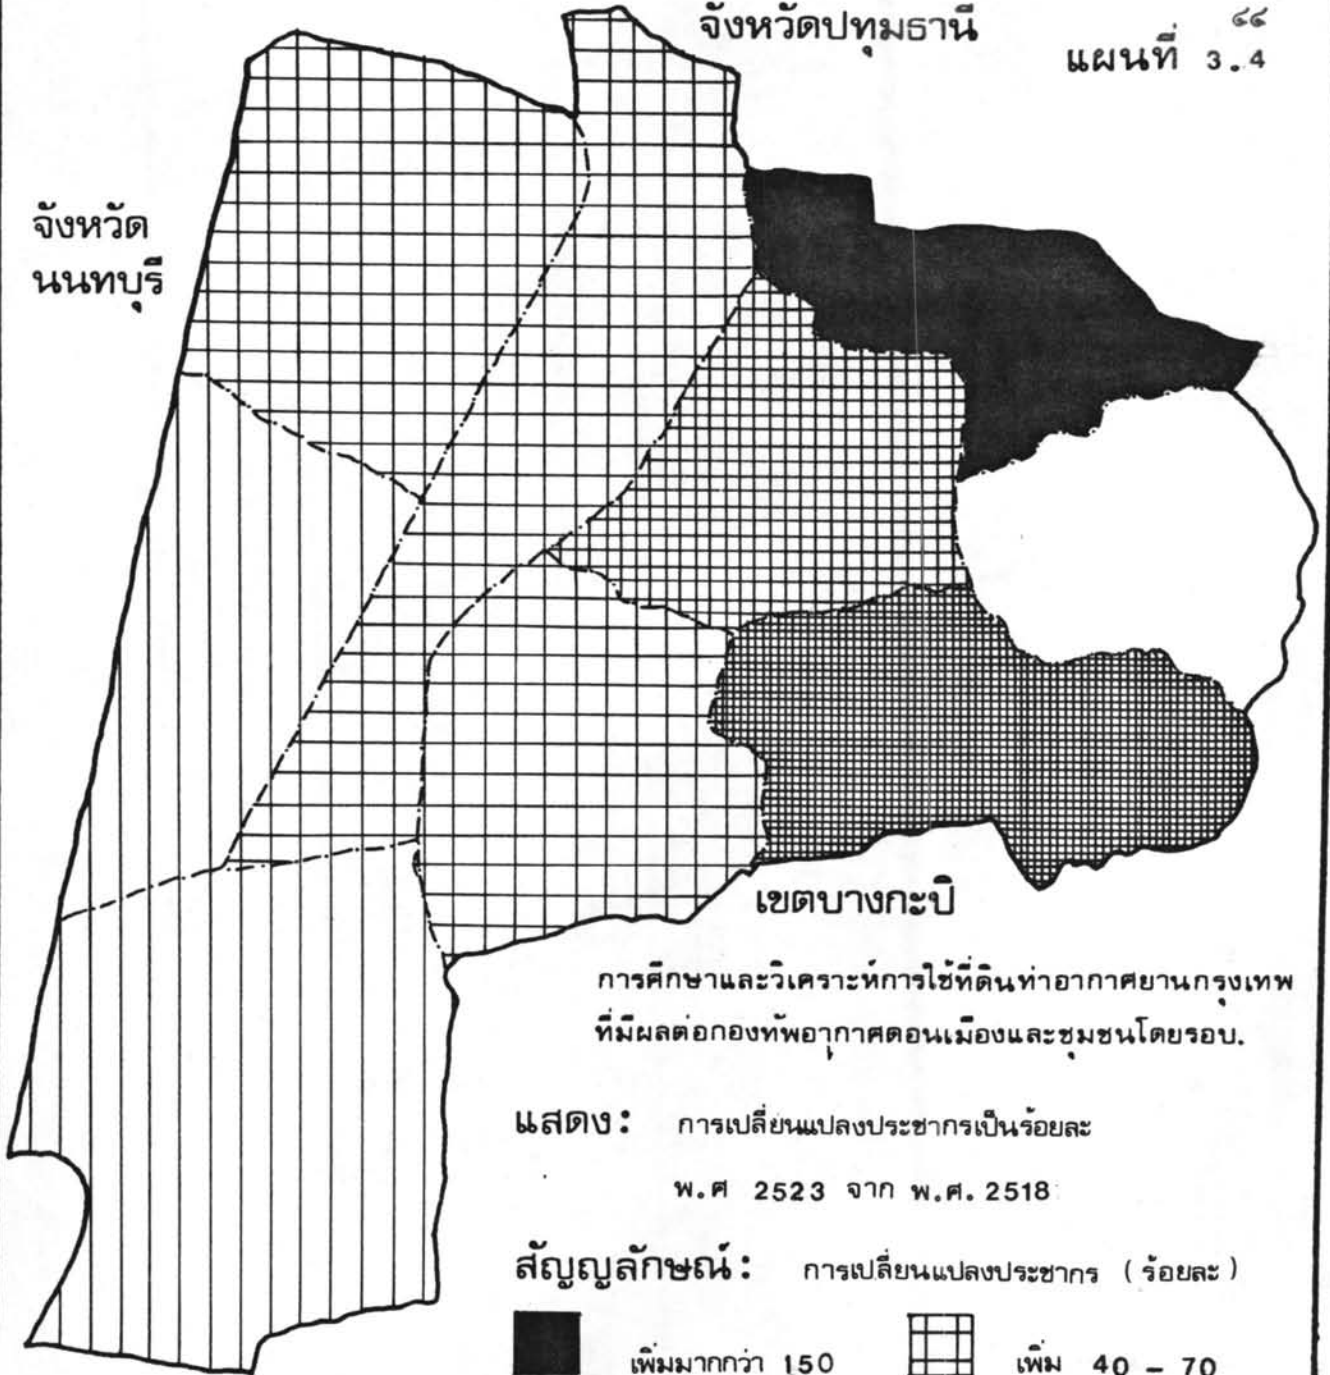 ๔๔
จังหวัดปทุมธานี
แผนที่ 3.4
จังหวัด
นนทบุรี
เขตบางกะปิ
การศึกษาและวิเคราะห์การใช้ที่ดินท่าอากาศยานกรุงเทพ
ที่มีผลต่อกองทัพอากาศดอนเมืองและชุมชนโดยรอบ.
แสดง: การเปลี่ยนแปลงประชากรเป็นร้อยละ
พ.ศ 2523 จาก พ.ศ. 2518
สัญญลักษณ์: การเปลี่ยนแปลงประชากร (ร้อยละ)
เพิ่มมากกว่า 150 เพิ่ม 40 - 70